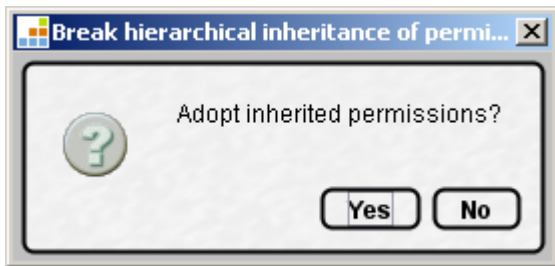 Break hierarchical inheritance of permi...
Adopt inherited permissions?
Yes No